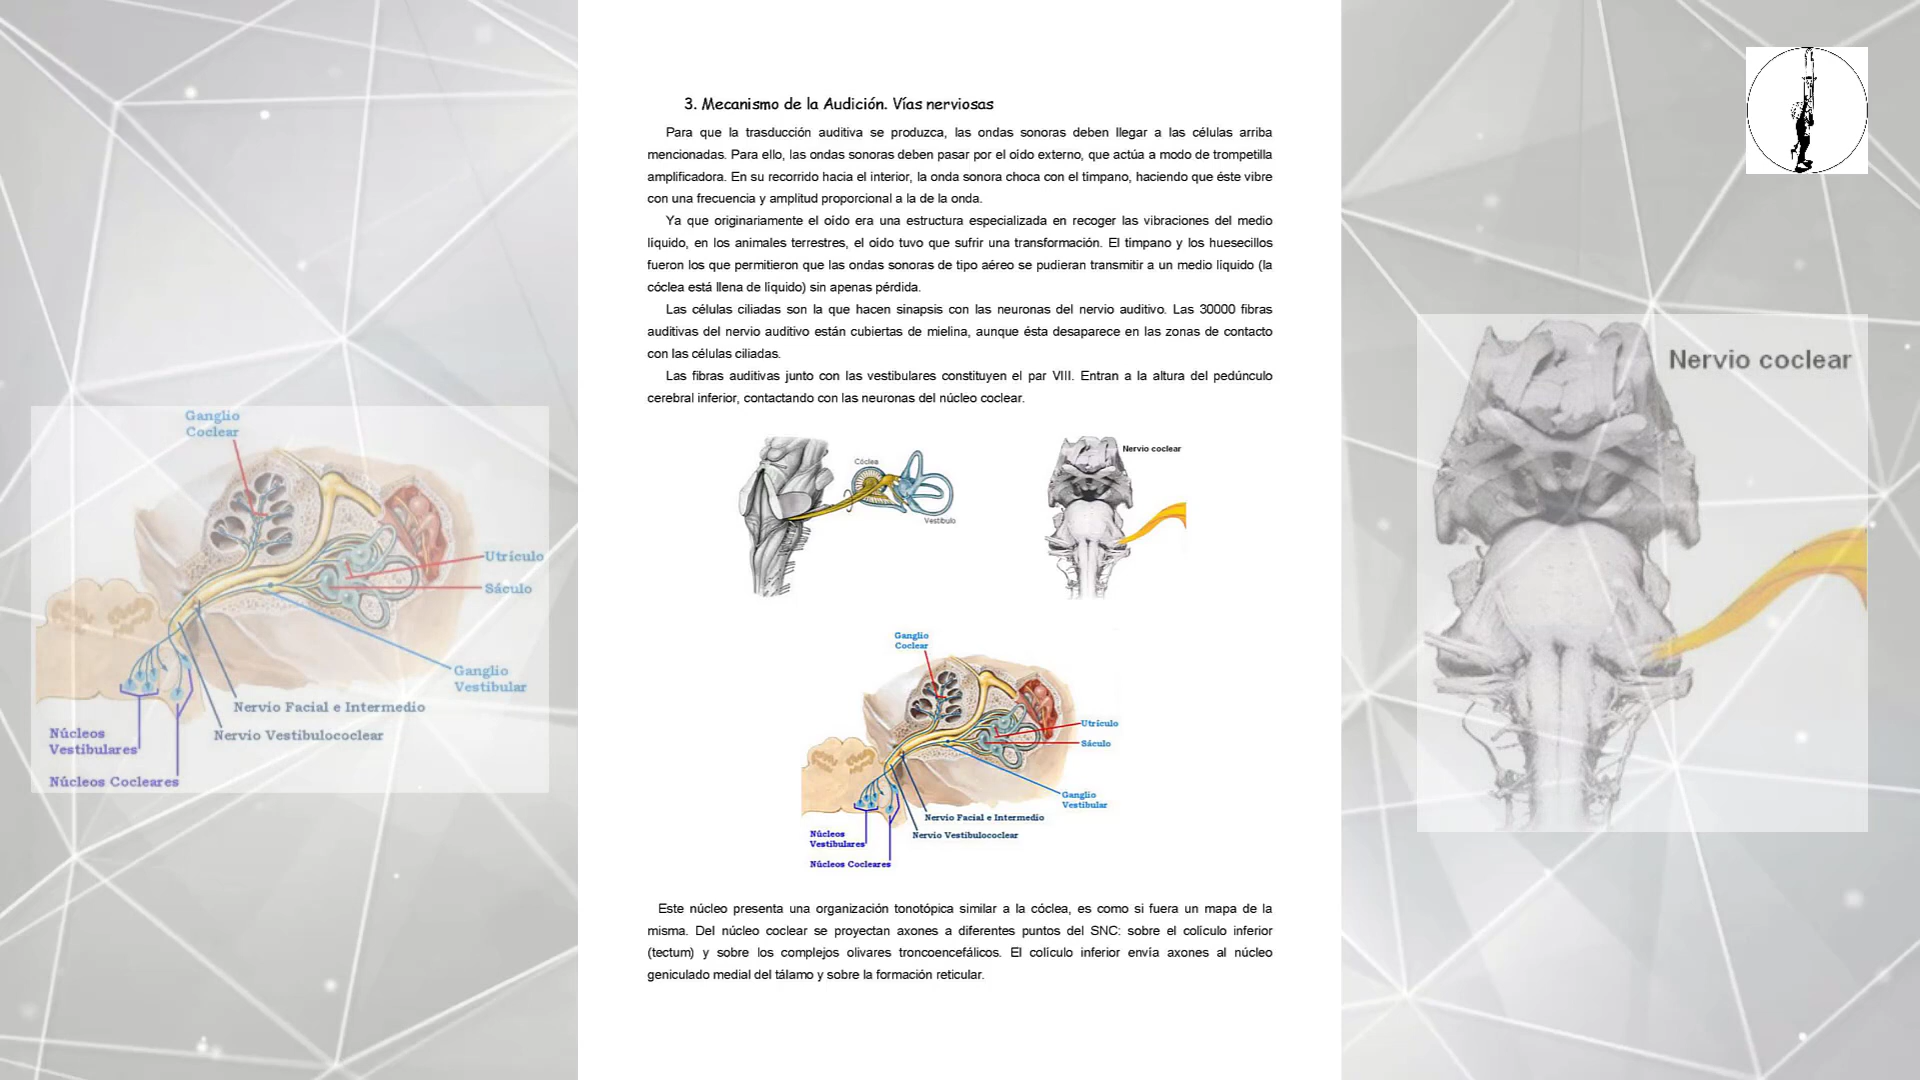 3. Mecanismo de la Audición. Vías nerviosas
Para que la trasducción auditiva se produzca, las ondas sonoras deben llegar a las células arriba
mencionadas. Para ello, las ondas sonoras deben pasar por el oido externo, que actúa a modo de trompetilla
amplificadora. En su recorrido hacia el interior, la onda sonora choca con el tímpano, haciendo que éste vibre
con una frecuencia y amplitud proporcional a la de la onda.
Ya que originariamente el oído era una estructura especializada en recoger las vibraciones del medio
líquido, en los animales terrestres, el oído tuvo que sufrir una transformación. El tímpano y los huesecillos
fueron los que permitieron que las ondas sonoras de tipo aéreo se pudieran transmitir a un medio líquido (la
cóclea está llena de líquido) sin apenas pérdida.
Las células ciliadas son la que hacen sinapsis con las neuronas del nervio auditivo. Las 30000 fibras
auditivas del nervio auditivo están cubiertas de mielina, aunque ésta desaparece en las zonas de contacto
con las células ciliadas.
Las fibras auditivas junto con las vestibulares constituyen el par VIII. Entran a la altura del pedúnculo
cerebral inferior, contactando con las neuronas del núcleo coclear.
Cóclea
Vestíbulo
Nervio coclear
Ganglio
Coclear
Utrículo
Sáculo
Ganglio
Vestibular
Nervio Facial e Intermedio
Nervio Vestibulococlear
Núcleos
Vestibulares
Núcleos Cocleares
Este núcleo presenta una organización tonotópica similar a la cóclea, es como si fuera un mapa de la
misma. Del núcleo coclear se proyectan axones a diferentes puntos del SNC: sobre el colículo inferior
(tectum) y sobre los complejos olivares troncoencefálicos. El colículo inferior envía axones al núcleo
geniculado medial del tálamo y sobre la formación reticular.
Ganglio
Coclear
Utrículo
Sáculo
Ganglio
Vestibular
Nervio Facial e Intermedio
Nervio Vestibulococlear
Núcleos
Vestibulares
Núcleos Cocleares
Nervio coclear